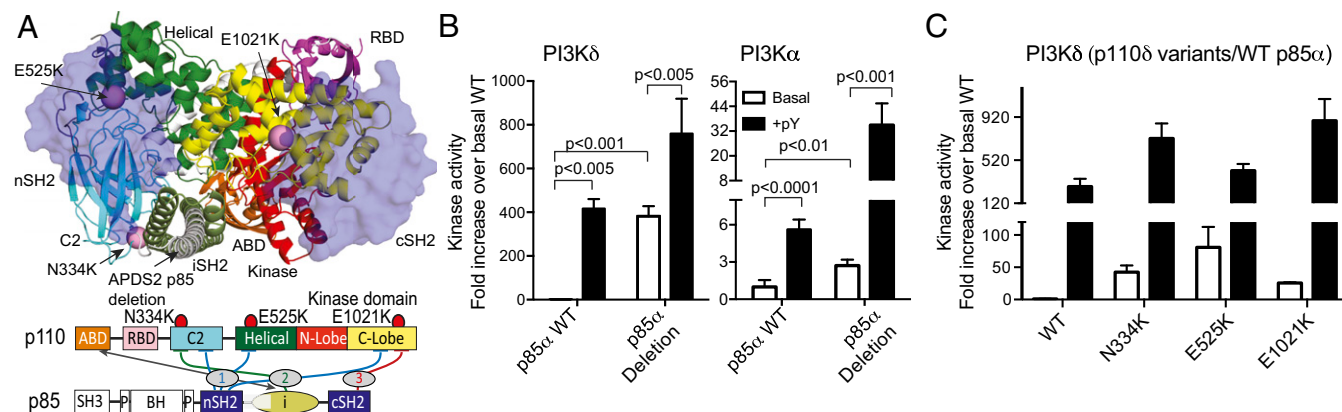 A
Helical
E1021K
RBD
E525K
nSH2
C2
N334K
APDS2 p85
deletion
iSH2
ABD
Kinase
cSH2
N334K
E525K
Kinase domain
E1021K
p110
ABD
RBD
C2
Helical
N-Lobe
C-Lobe
1
2
3
p85
SH3
P
BH
P
nSH2
i
cSH2
B
PI3Kδ
Kinase activity
Fold increase over basal WT
1000
800
600
400
200
0
p<0.005
p<0.001
p<0.005
p85α WT
p85α
Deletion
PI3Kα
56
44
32
24
18
12
6
3
0
Basal
+pY
p<0.001
p<0.01
p<0.0001
p85α WT
p85α
Deletion
C
PI3Kδ (p110δ variants/WT p85α)
Kinase activity
Fold increase over basal WT
920
520
120
100
50
0
WT
N334K
E525K
E1021K